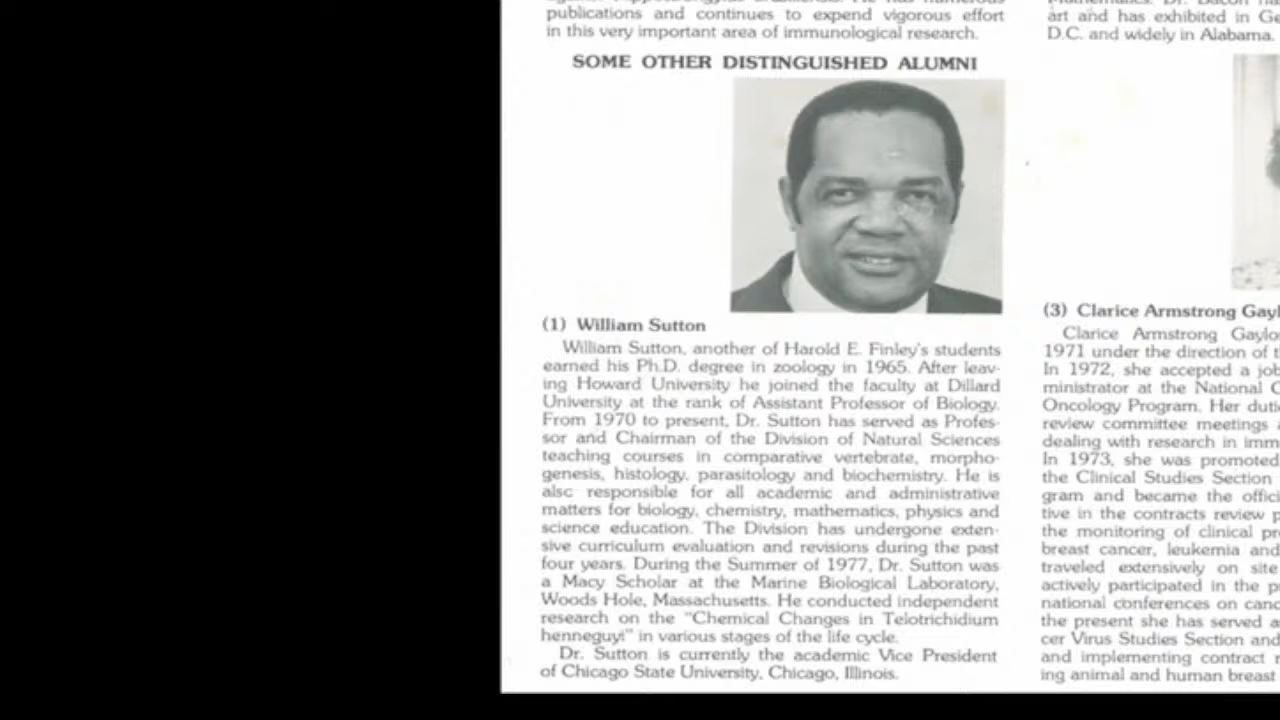 publications and continues to expend vigorous effort
in this very important area of immunological research.
SOME OTHER DISTINGUISHED ALUMNI
(1) William Sutton
William Sutton, another of Harold E. Finley's students
earned his Ph.D. degree in zoology in 1965. After leav-
ing Howard University he joined the faculty at Dillard
University at the rank of Assistant Professor of Biology.
From 1970 to present, Dr. Sutton has served as Profes-
sor and Chairman of the Division of Natural Sciences
teaching courses in comparative vertebrate, morpho-
genesis, histology, parasitology and biochemistry. He is
also responsible for all academic and administrative
matters for biology, chemistry, mathematics, physics and
science education. The Division has undergone exten-
sive curriculum evaluation and revisions during the past
four years. During the Summer of 1977, Dr. Sutton was
a Macy Scholar at the Marine Biological Laboratory,
Woods Hole, Massachusetts. He conducted independent
research on the "Chemical Changes in Telotrichidium
henneguyi" in various stages of the life cycle.
Dr. Sutton is currently the academic Vice President
of Chicago State University, Chicago, Illinois.
art and has exhibited in
D.C. and widely in Alabama.
(3) Clarice Armstrong
Clarice Armstrong
1971 under the direction of
In 1972, she accepted a job
ministrator at the National
Oncology Program. Her
review committee meetings
dealing with research in
In 1973, she was promoted
the Clinical Studies Section
gram and became the
tive in the contracts review
the monitoring of clinical
breast cancer, leukemia and
traveled extensively on site
actively participated in the
national conferences on
the present she has served
cer Virus Studies Section and
and implementing contract
ing animal and human breast